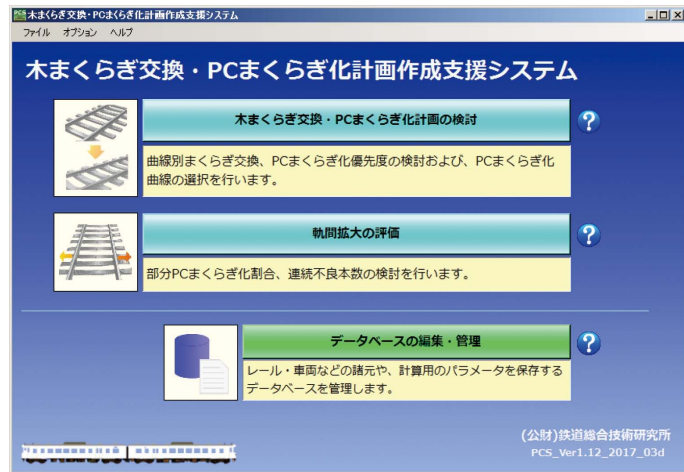 木まくらぎ交換・PCまくらぎ化計画作成支援システム
ファイル オプション ヘルプ
木まくらぎ交換・PCまくらぎ化計画作成支援システム
木まくらぎ交換・PCまくらぎ化計画の検討
?
曲線別まくらぎ交換、PCまくらぎ化優先度の検討および、PCまくらぎ化
曲線の選択を行います。
軌間拡大の評価
?
部分PCまくらぎ化割合、連続不良本数の検討を行います。
データベースの編集・管理
?
レール・車両などの諸元や、計算用のパラメータを保存する
データベースを管理します。
(公財)鉄道総合技術研究所
PCS_Ver1.12_2017_03d